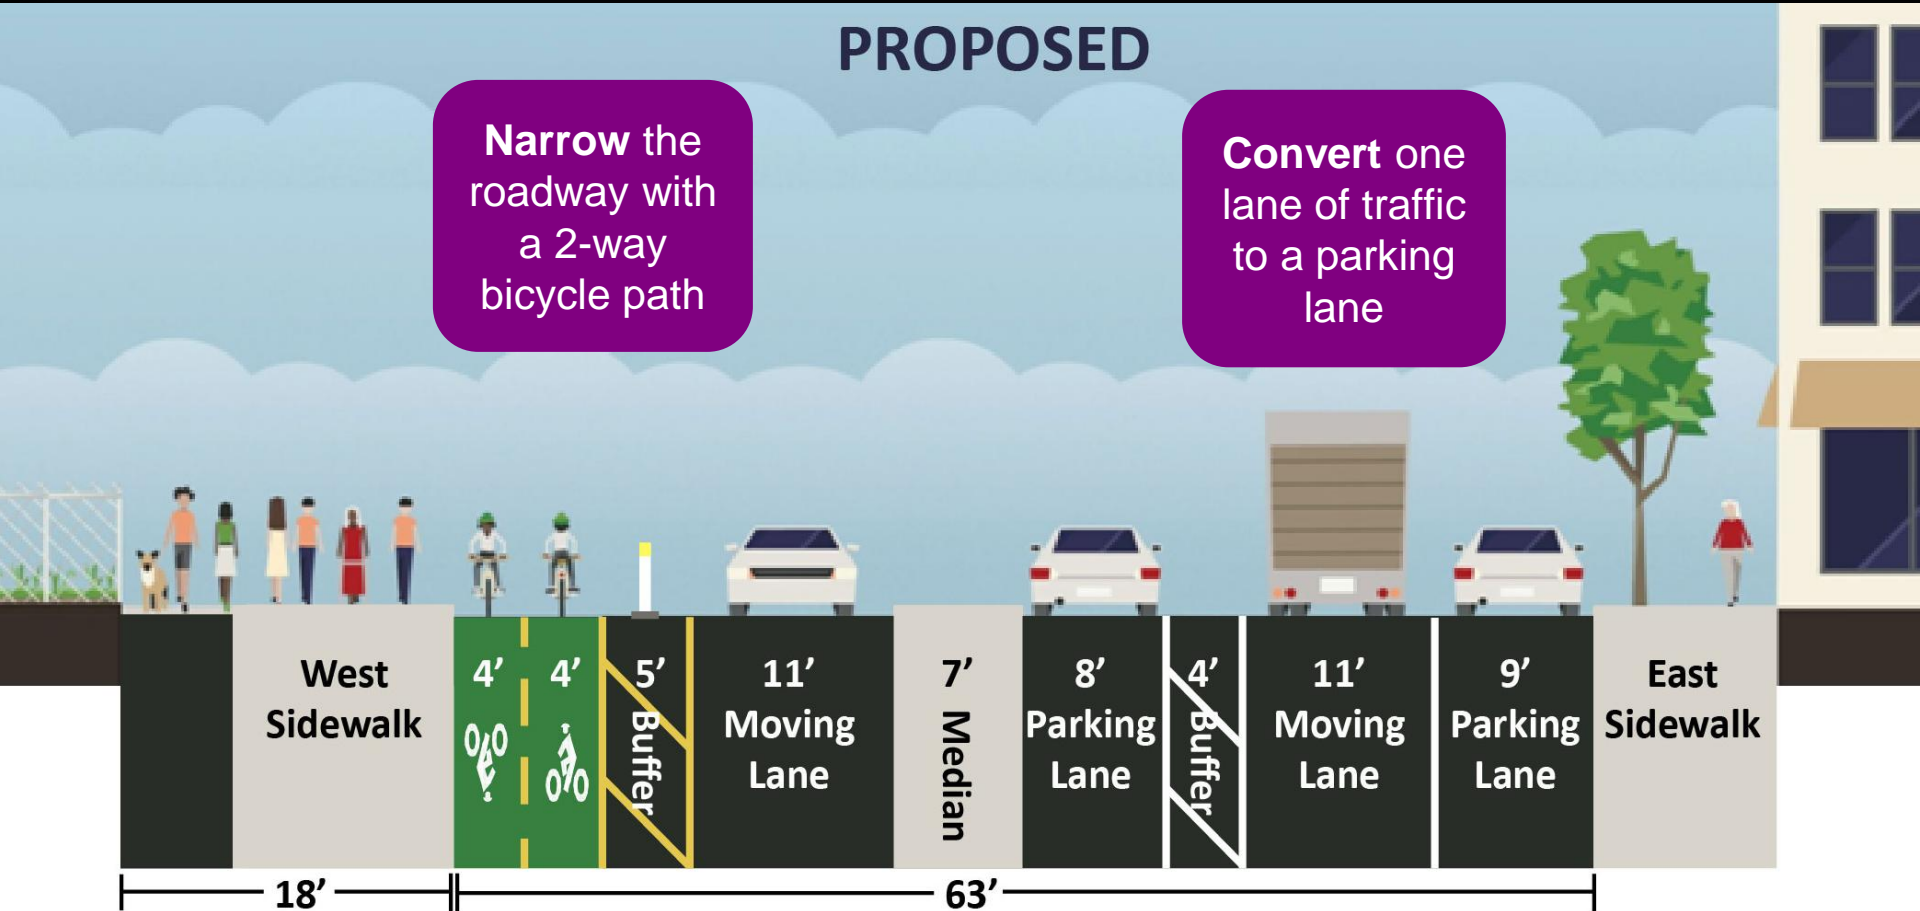 PROPOSED
Narrow the
roadway with
a 2-way
bicycle path
Convert one
lane of traffic
to a parking
lane
West
Sidewalk
4’
4’
5’
Buffer
11’
Moving
Lane
7’
Median
8’
Parking
Lane
4’
Buffer
11’
Moving
Lane
9’
Parking
Lane
East
Sidewalk
18’
63’